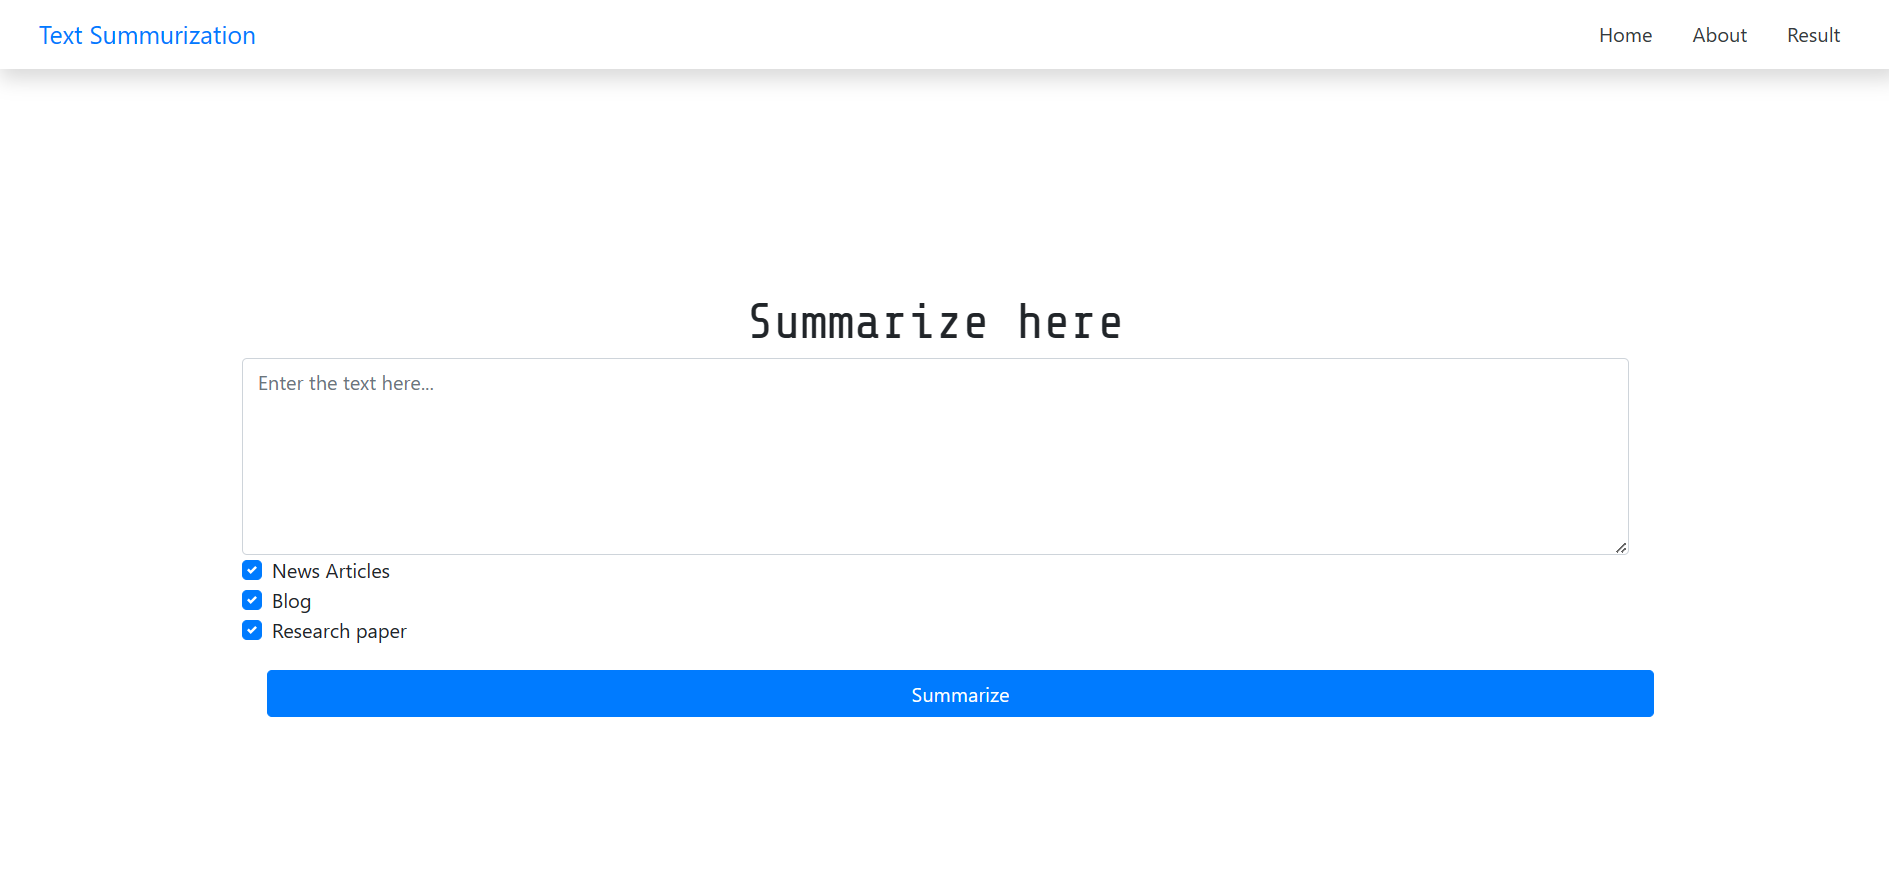 Text Summurization
Home About Result
Summarize here
Enter the text here...
News Articles
Blog
Research paper
Summarize